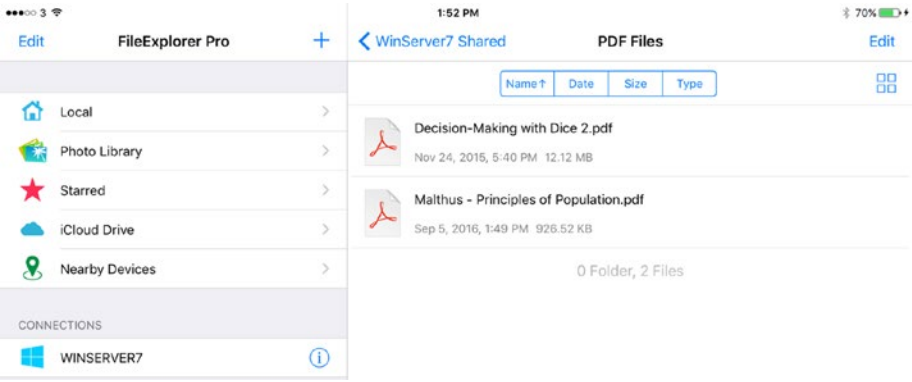 3 1:52 PM 70%
Edit FileExplorer Pro + WinServer7 Shared PDF Files Edit
Name↑ Date Size Type
Local
Photo Library
Starred
iCloud Drive
Nearby Devices
CONNECTIONS
WINSERVER7
Decision-Making with Dice 2.pdf
Nov 24, 2015, 5:40 PM 12.12 MB
Malthus - Principles of Population.pdf
Sep 5, 2016, 1:49 PM 926.52 KB
0 Folder, 2 Files